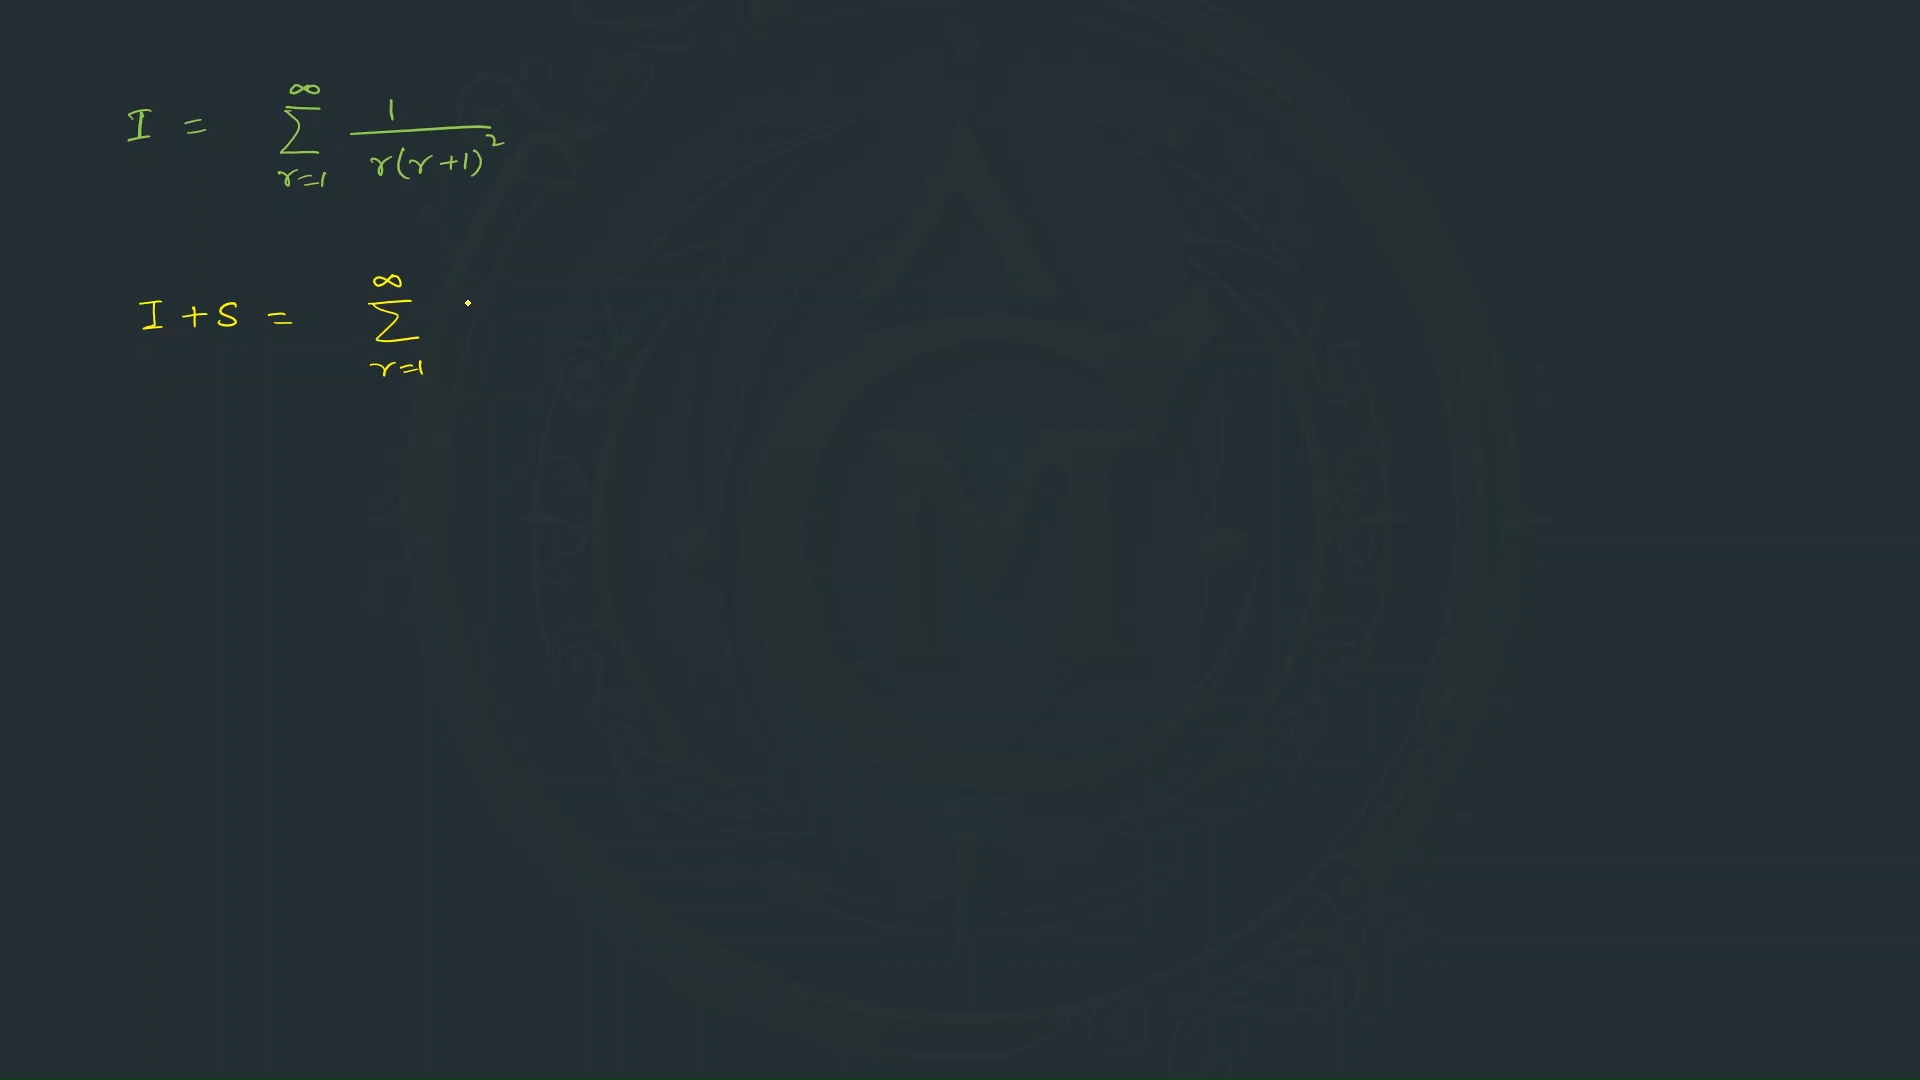 I = ∞ ∑ r=1 1 / r(r+1)²
I + S = ∞ ∑ r=1